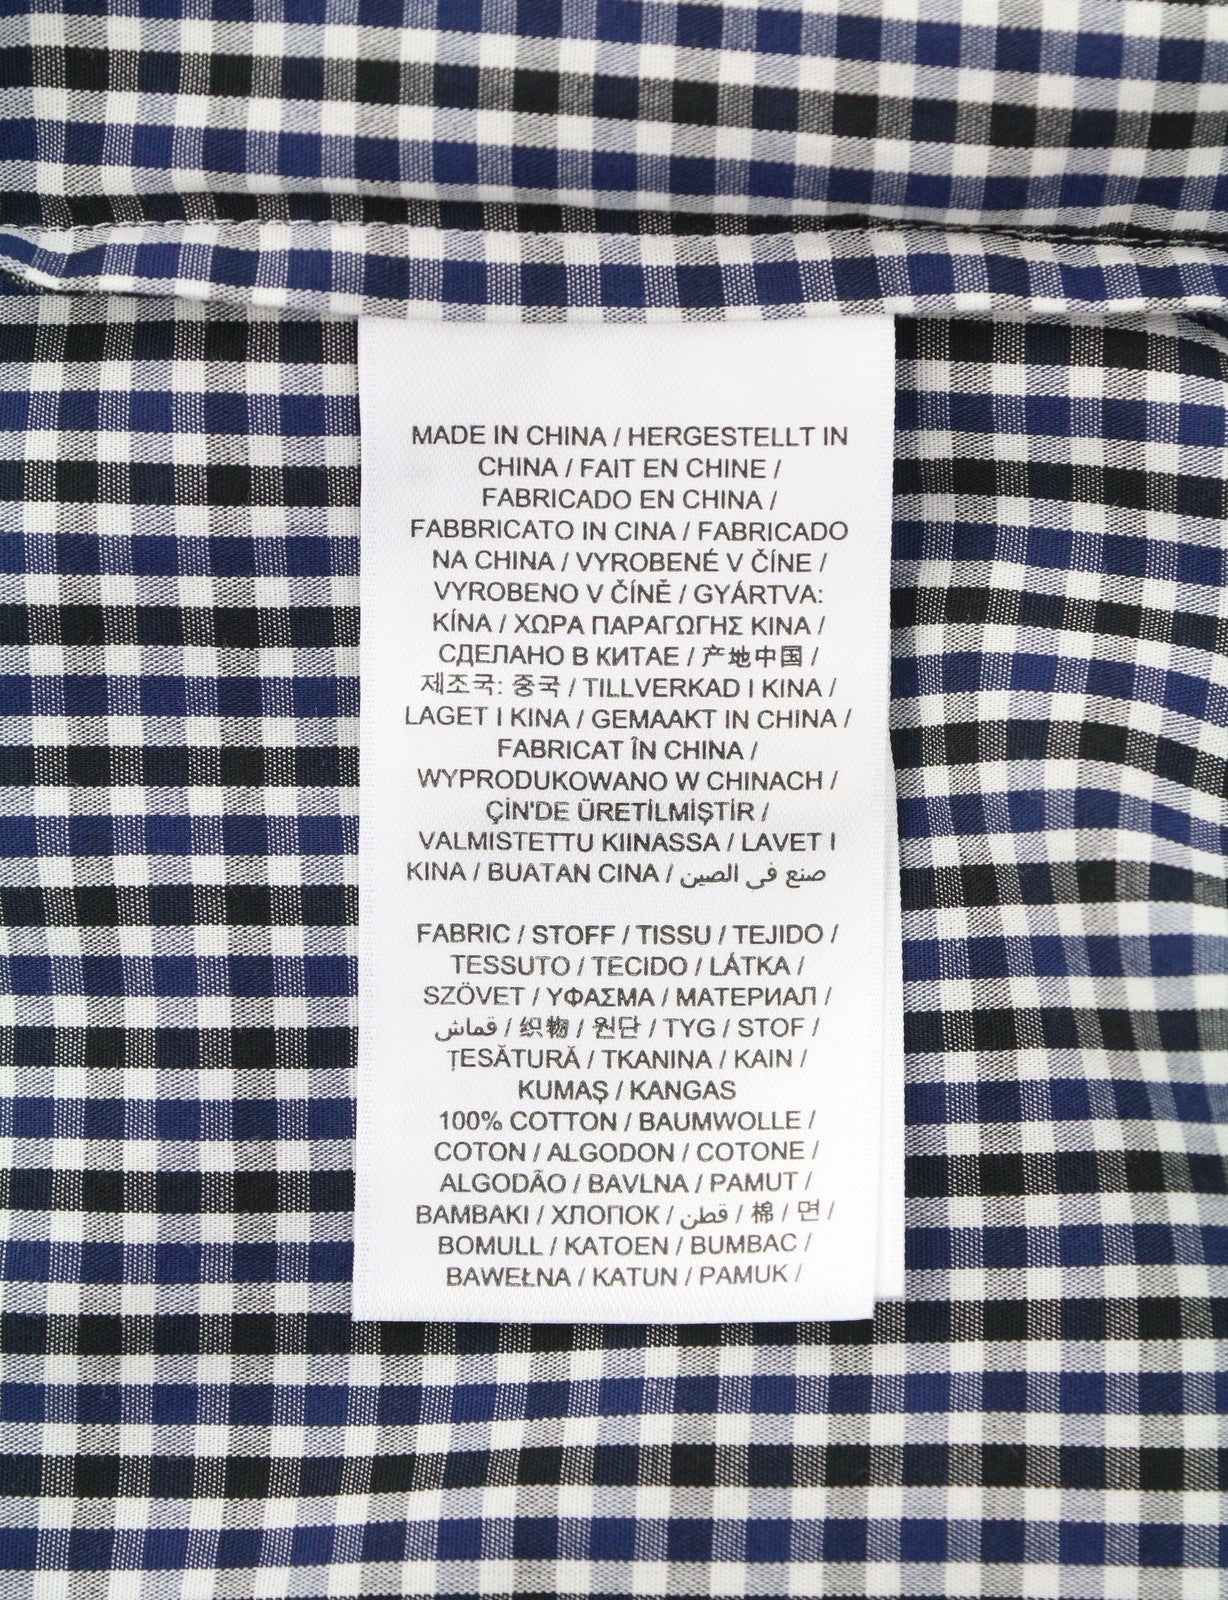 MADE IN CHINA / HERGESTELLT IN
CHINA / FAIT EN CHINE /
FABRICADO EN CHINA /
FABBRICATO IN CINA / FABRICADO
NA CHINA / VYROBENÉ V ČÍNE /
VYROBENO V ČÍNĚ / GYÁRTVA:
KÍNA / ΧΩΡΑ ΠΑΡΑΓΩΓΗΣ ΚΙΝΑ /
СДЕЛАНО В КИТАЕ / 产地中国 /
제조국: 중국 / TILLVERKAD I KINA /
LAGET I KINA / GEMAAKT IN CHINA /
FABRICAT ÎN CHINA /
WYPRODUKOWANO W CHINACH /
ÇİN'DE ÜRETİLMİŞTİR /
VALMISTETTU KIINASSA / LAVET I
KINA / BUATAN CINA / صنع في الصين
FABRIC / STOFF / TISSU / TEJIDO /
TESSUTO / TECIDO / LÁTKA /
SZÖVET / ΥΦΑΣΜΑ / МАТЕРИАЛ /
قماش / 织物 / 원단 / TYG / STOF /
ȚESĂTURĂ / TKANINA / KAIN /
KUMAŞ / KANGAS
100% COTTON / BAUMWOLLE /
COTON / ALGODON / COTONE /
ALGODÃO / BAVLNA / PAMUT /
BAMBAKI / ХЛОПОК / قطن / 棉 / 면 /
BOMULL / KATOEN / BUMBAC /
BAWEŁNA / KATUN / PAMUK /